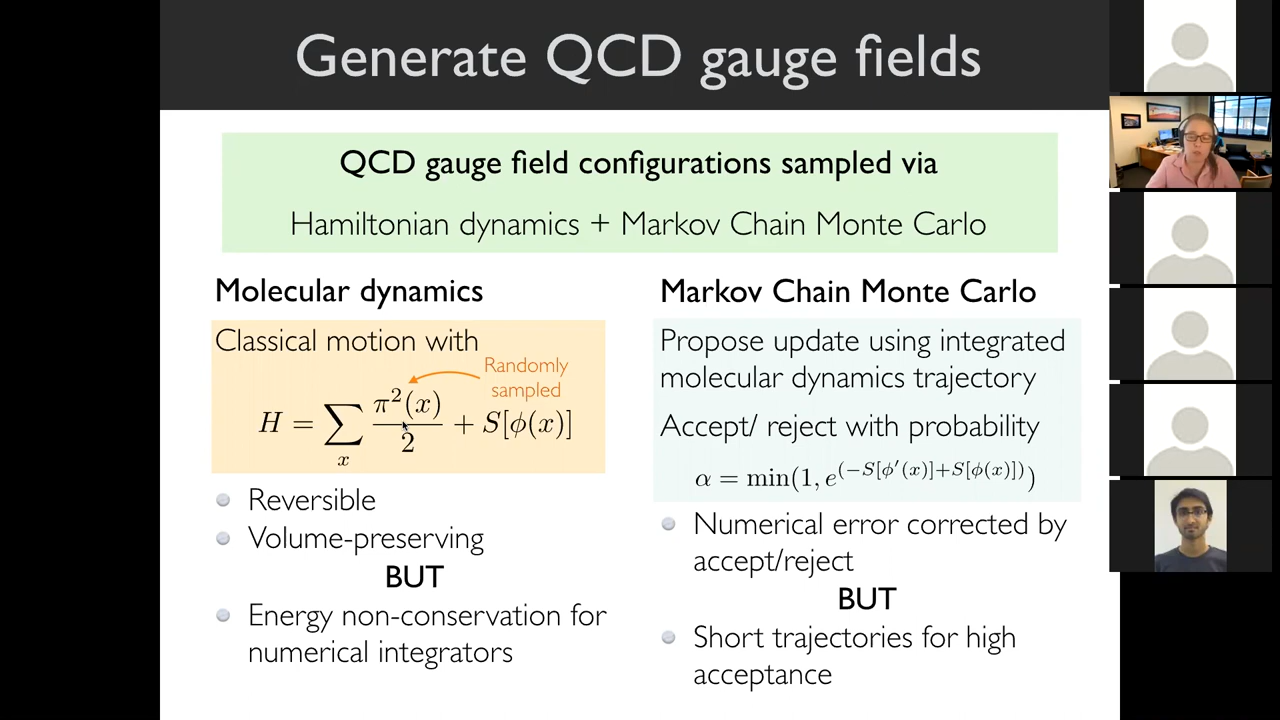 Generate QCD gauge fields
QCD gauge field configurations sampled via
Hamiltonian dynamics + Markov Chain Monte Carlo
Molecular dynamics
Classical motion with
Randomly
sampled
H = ∑_x π²(x)/2 + S[ϕ(x)]
Reversible
Volume-preserving
BUT
Energy non-conservation for
numerical integrators
Markov Chain Monte Carlo
Propose update using integrated
molecular dynamics trajectory
Accept/ reject with probability
α = min(1, e^(−S[ϕ′(x)]+S[ϕ(x)]))
Numerical error corrected by
accept/reject
BUT
Short trajectories for high
acceptance